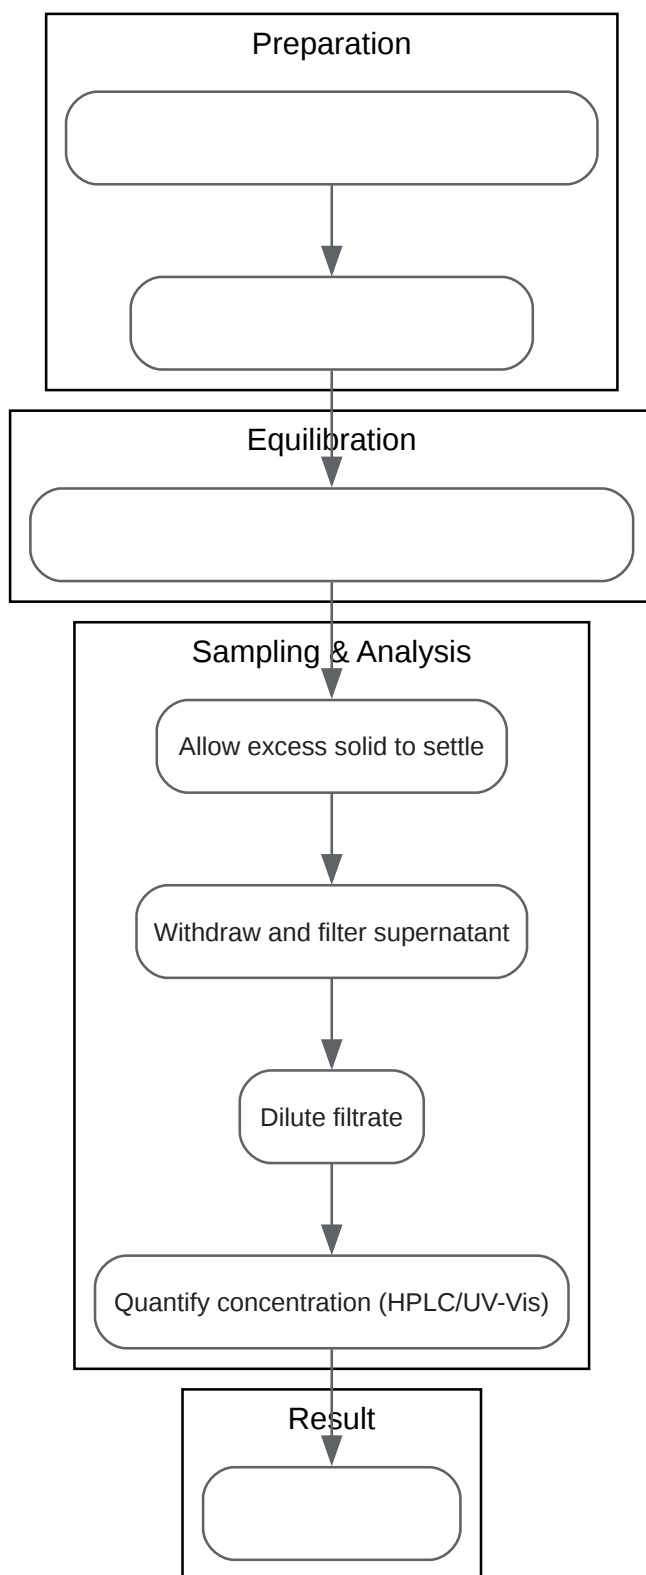 Preparation
Equilibration
Sampling & Analysis
Allow excess solid to settle
Withdraw and filter supernatant
Dilute filtrate
Quantify concentration (HPLC/UV-Vis)
Result